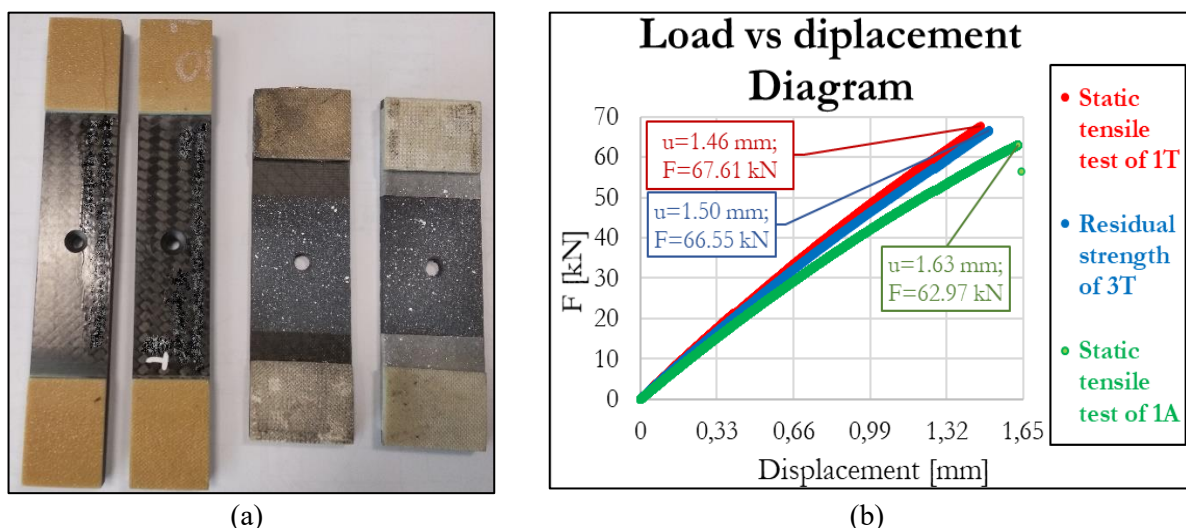 Load vs diplacement
Diagram
F [kN]
70
60
50
40
30
20
10
0
u=1.46 mm;
F=67.61 kN
u=1.50 mm;
F=66.55 kN
u=1.63 mm;
F=62.97 kN
0 0,33 0,66 0,99 1,32 1,65
Displacement [mm]
Static
tensile
test of 1T
Residual
strength
of 3T
Static
tensile
test of 1A
(a)
(b)